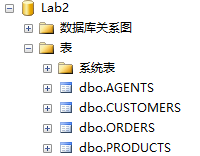 Lab2
数据库关系图
表
系统表
dbo.AGENTS
dbo.CUSTOMERS
dbo.ORDERS
dbo.PRODUCTS